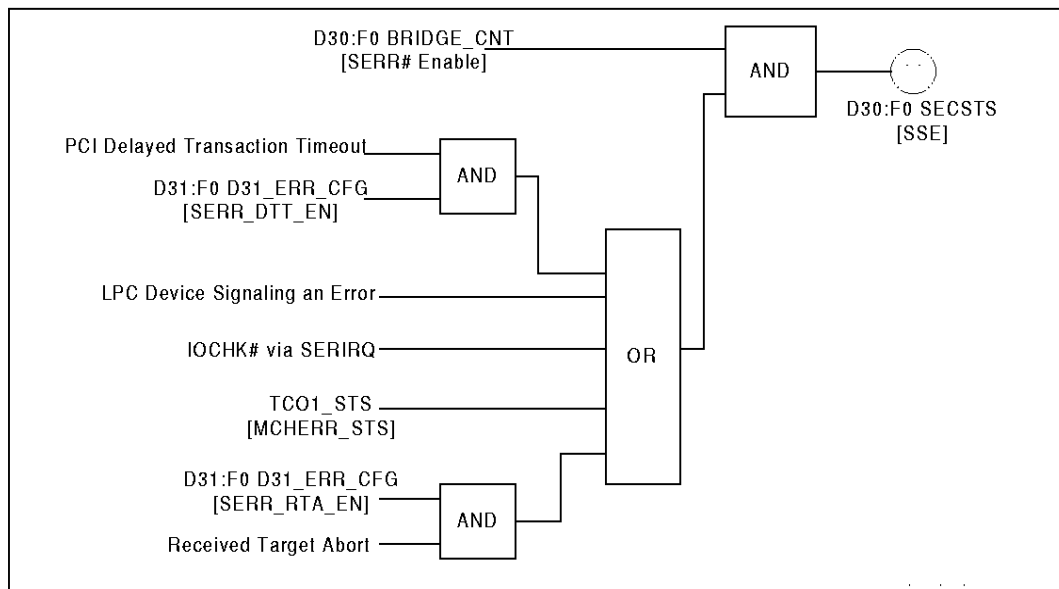 D30:F0 BRIDGE_CNT
[SERR# Enable]
AND
D30:F0 SECSTS
[SSE]
PCI Delayed Transaction Timeout
AND
D31:F0 D31_ERR_CFG
[SERR_DTT_EN]
LPC Device Signaling an Error
IOCHK# via SERIRQ
OR
TCO1_STS
[MCHERR_STS]
D31:F0 D31_ERR_CFG
[SERR_RTA_EN]
AND
Received Target Abort